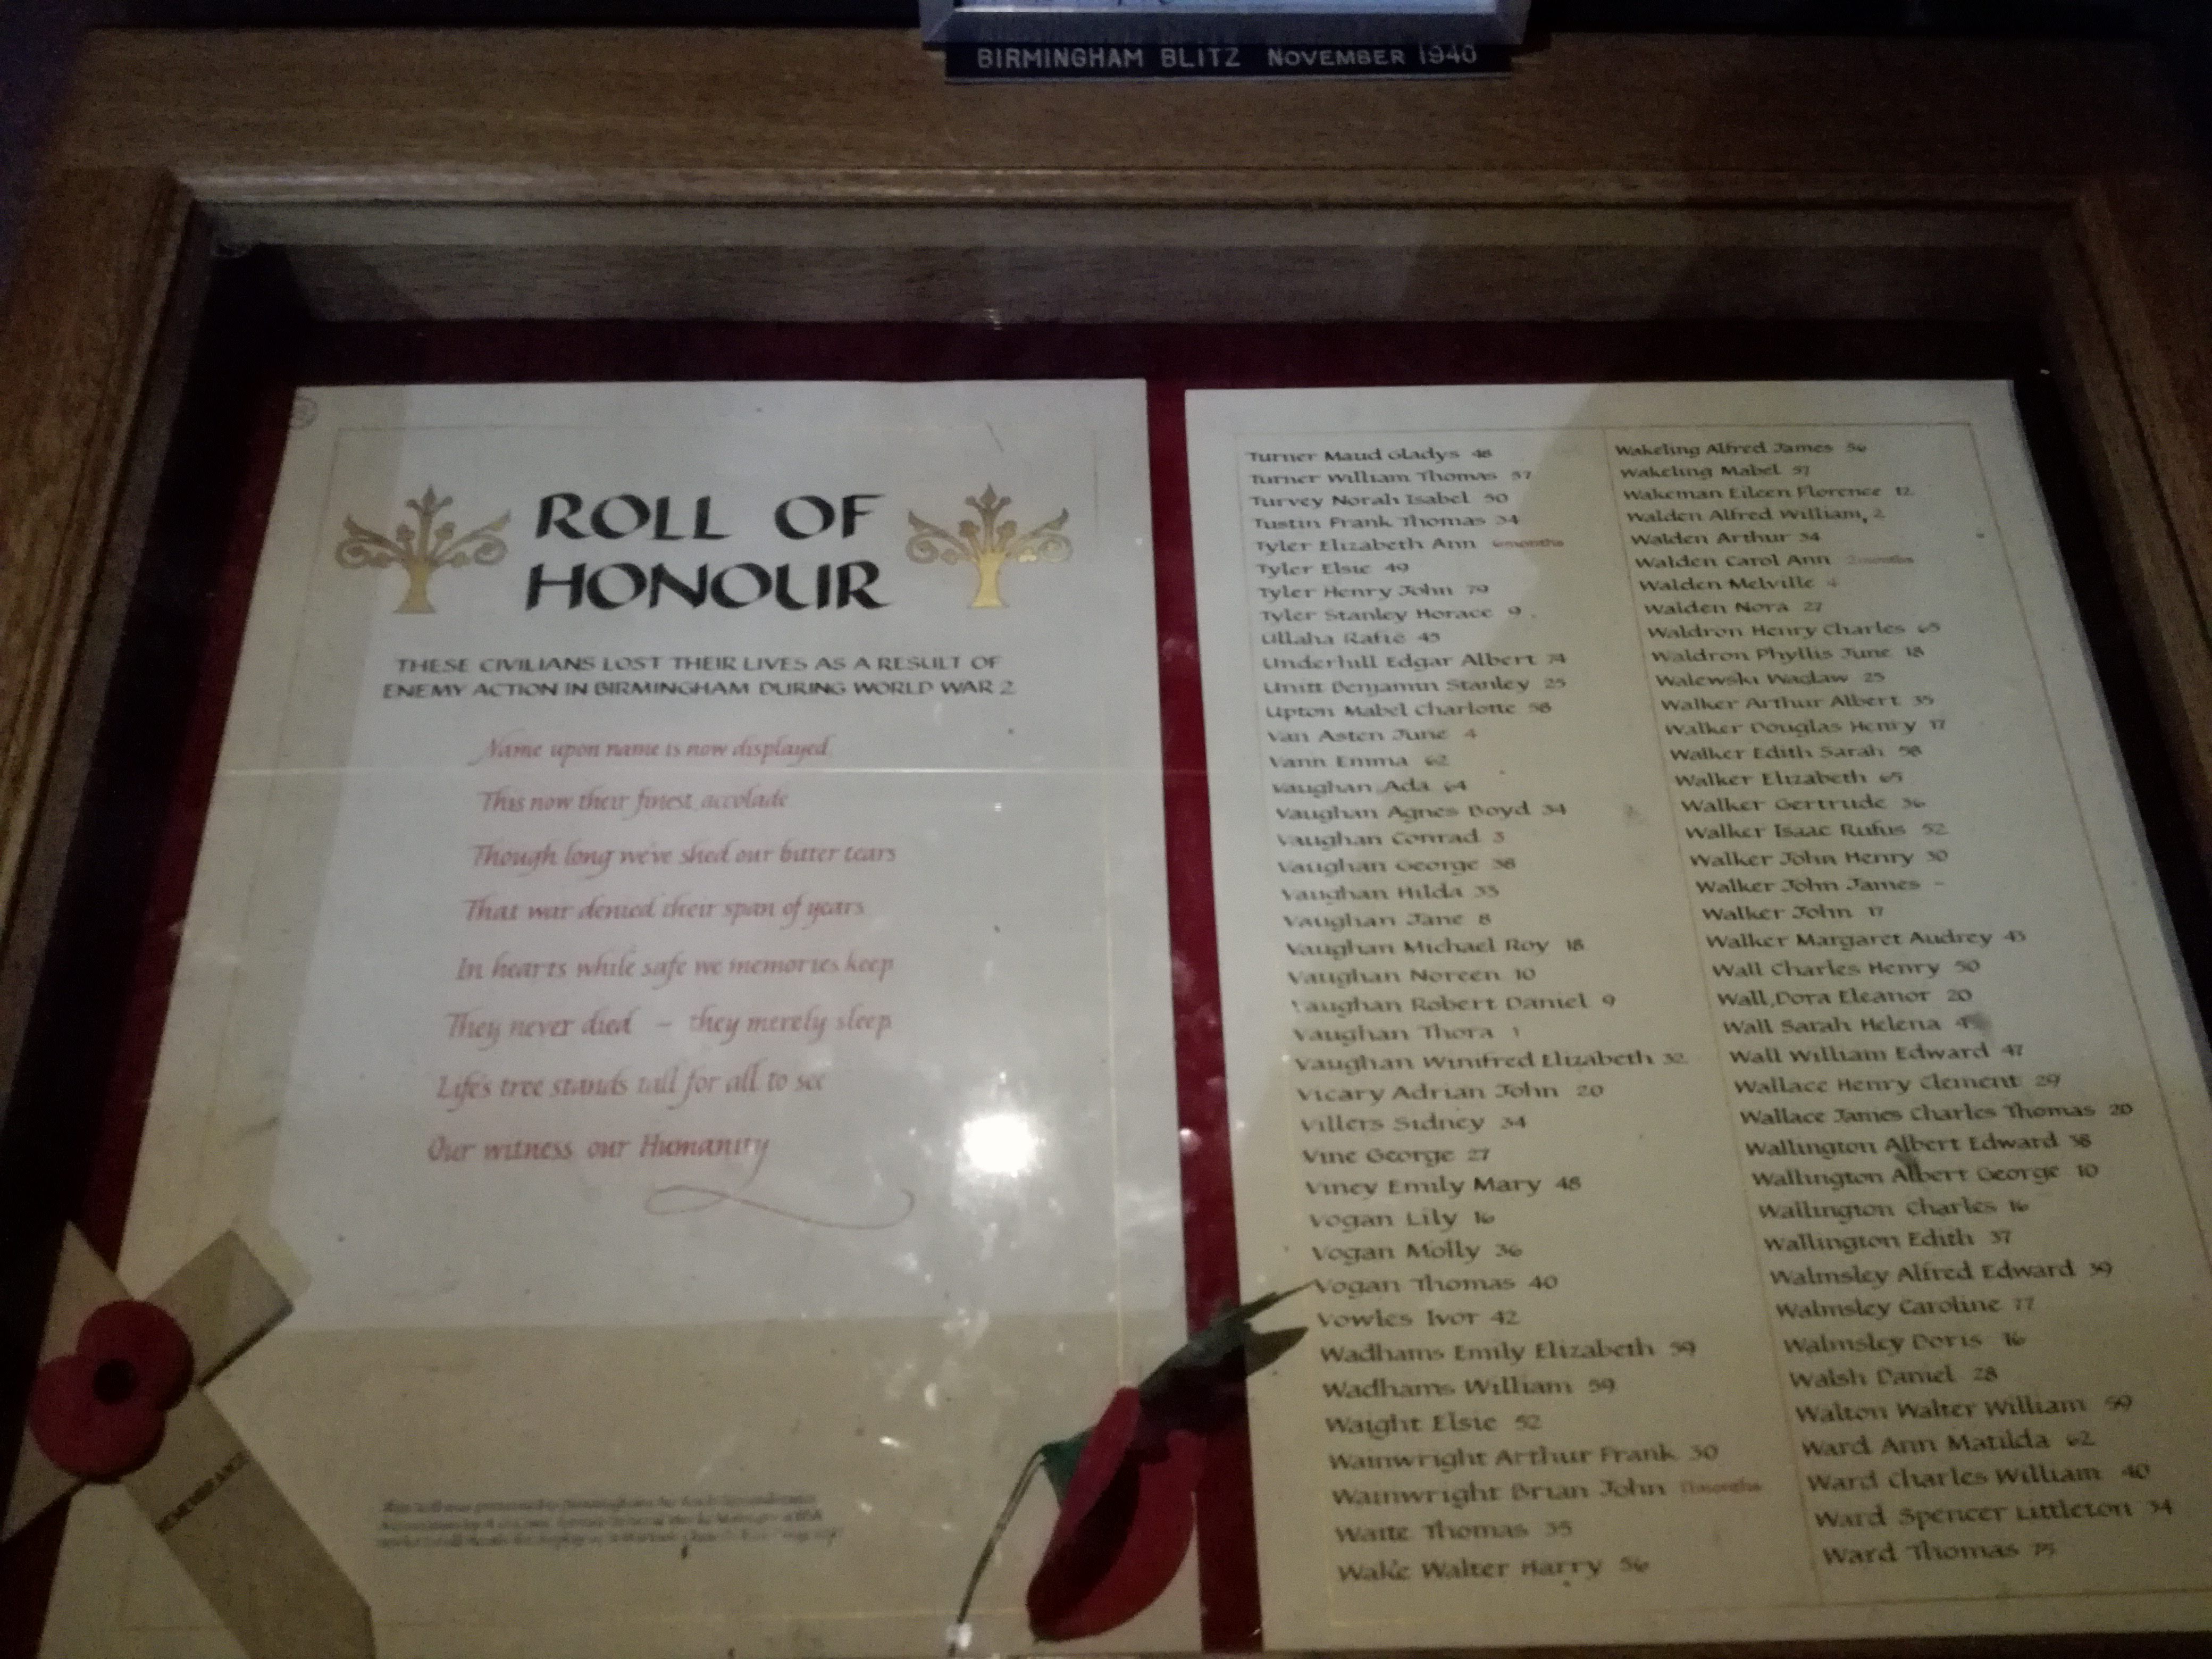 BIRMINGHAM BLITZ NOVEMBER 1940
ROLL OF
HONOUR
THESE CIVILIANS LOST THEIR LIVES AS A RESULT OF
ENEMY ACTION IN BIRMINGHAM DURING WORLD WAR 2
Name upon name is now displayed
This now their finest accolade
Though long we've shed our bitter tears
That war denied their span of years
In hearts while safe we memories keep
They never died – they merely sleep
Life's tree stands tall for all to see
Our witness our Humanity
REMEMBRANCE
Turner Maud Gladys 48
Turner William Thomas 57
Turvey Norah Isabel 50
Tustin Frank Thomas 34
Tyler Elizabeth Ann months
Tyler Elsie 49
Tyler Henry John 79
Tyler Stanley Horace 9
Ullaha Rafie 45
Underhill Edgar Albert 74
Unitt Benjamin Stanley 25
Upton Mabel Charlotte 58
Van Asten June 4
Vann Emma 62
Vaughan Ada 64
Vaughan Agnes Boyd 34
Vaughan Conrad 3
Vaughan George 38
Vaughan Hilda 35
Vaughan Jane 8
Vaughan Michael Roy 18
Vaughan Noreen 10
Vaughan Robert Daniel 9
Vaughan Thora 1
Vaughan Winifred Elizabeth 32
Vicary Adrian John 20
Villers Sidney 34
Vine George 27
Viney Emily Mary 48
Vogan Lily 16
Vogan Molly 36
Vogan Thomas 40
Vowles Ivor 42
Wadhams Emily Elizabeth 59
Wadhams William 59
Waight Elsie 52
Wainwright Arthur Frank 30
Wainwright Brian John 11months
Waite Thomas 35
Wake Walter Harry 56
Wakeling Alfred James 56
Wakeling Mabel 57
Wakeman Eileen Florence 12
Walden Alfred William, 2
Walden Arthur 34
Walden Carol Ann 2months
Walden Melville 4
Walden Nora 27
Waldron Henry Charles 65
Waldron Phyllis June 18
Walewski Waclaw 25
Walker Arthur Albert 35
Walker Douglas Henry 17
Walker Edith Sarah 58
Walker Elizabeth 65
Walker Gertrude 36
Walker Isaac Rufus 52
Walker John Henry 30
Walker John James –
Walker John 17
Walker Margaret Audrey 45
Wall Charles Henry 50
Wall Dora Eleanor 20
Wall Sarah Helena
Wall William Edward 47
Wallace Henry Clement 29
Wallace James Charles Thomas 20
Wallington Albert Edward 38
Wallington Albert George 10
Wallington Charles 16
Wallington Edith 37
Walmsley Alfred Edward 39
Walmsley Caroline 77
Walmsley Doris 16
Walsh Daniel 28
Walton Walter William 59
Ward Ann Matilda 62
Ward Charles William 40
Ward Spencer Littleton 34
Ward Thomas 75